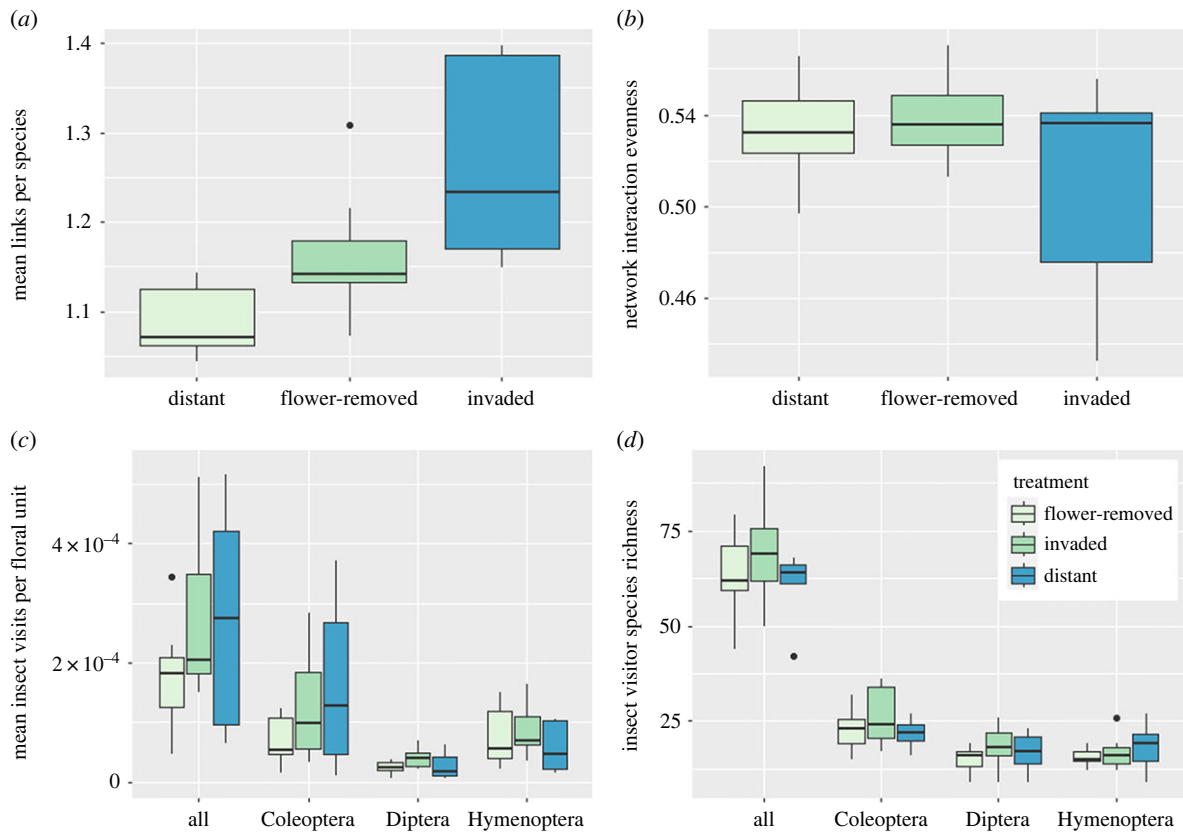 (a)
mean links per species
1.4
1.3
1.2
1.1
distant
flower-removed
invaded
(b)
network interaction evenness
0.54
0.50
0.46
distant
flower-removed
invaded
(c)
mean insect visits per floral unit
4 × 10⁻⁴
2 × 10⁻⁴
0
all
Coleoptera
Diptera
Hymenoptera
(d)
insect visitor species richness
75
50
25
treatment
flower-removed
invaded
distant
all
Coleoptera
Diptera
Hymenoptera